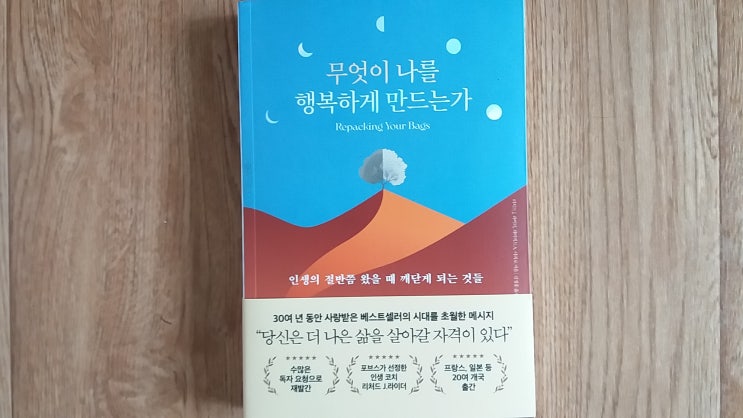 무엇이 나를
행복하게 만드는가
Repacking Your Bags
인생의 절반쯤 왔을 때 깨닫게 되는 것들
30여 년 동안 사랑받은 베스트셀러의 시대를 초월한 메시지
“당신은 더 나은 삶을 살아갈 자격이 있다”
★★★★★
수많은
독자 요청으로
재발간
★★★★★
포브스가 선정한
인생 코치
리처드 J.라이더
★★★★★
프랑스, 일본 등
20여 개국
출간